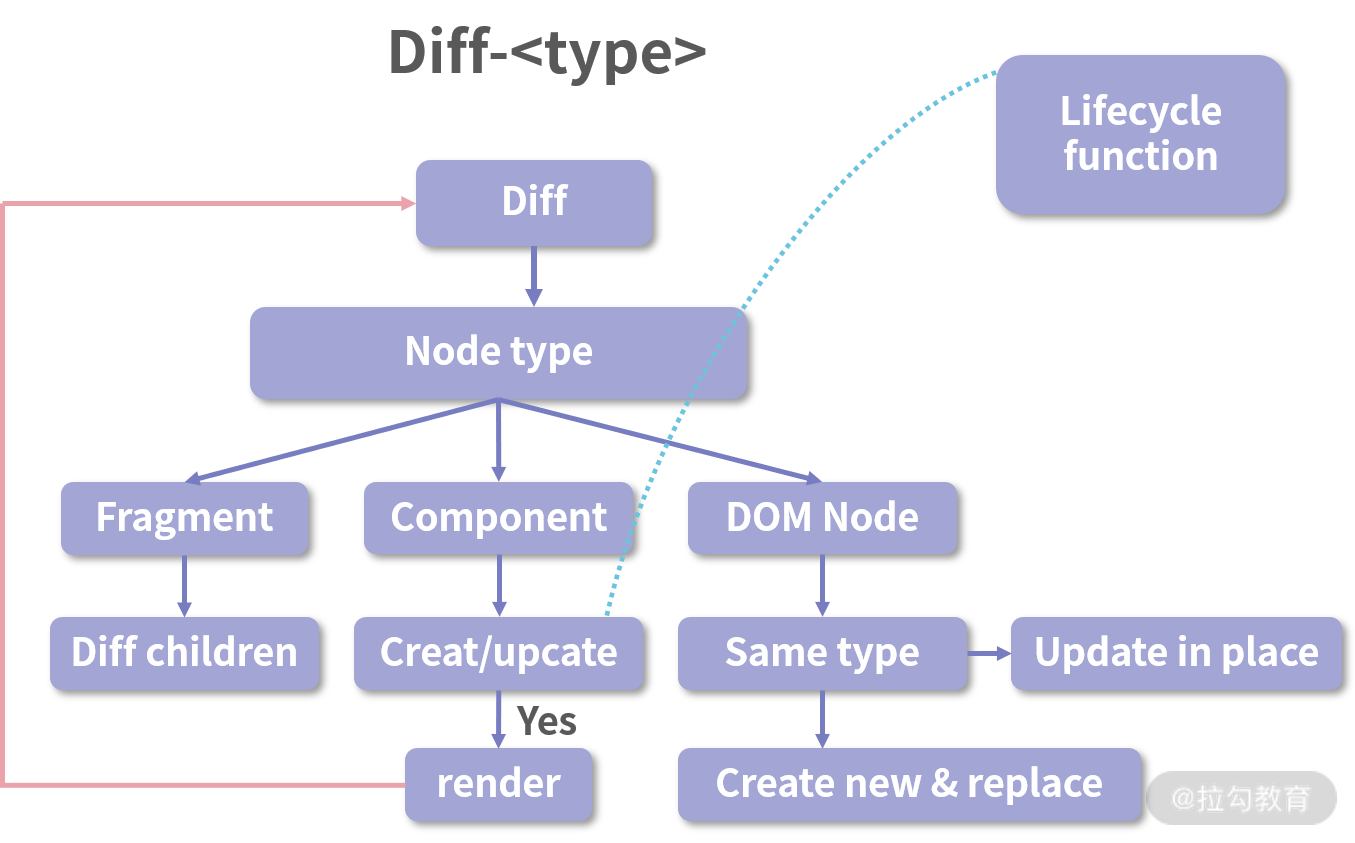 Diff-<type>
Lifecycle
function
Diff
Node type
Fragment
Component
DOM Node
Diff children
Creat/upcate
Same type
Update in place
Yes
render
Create new & replace
@拉勾教育